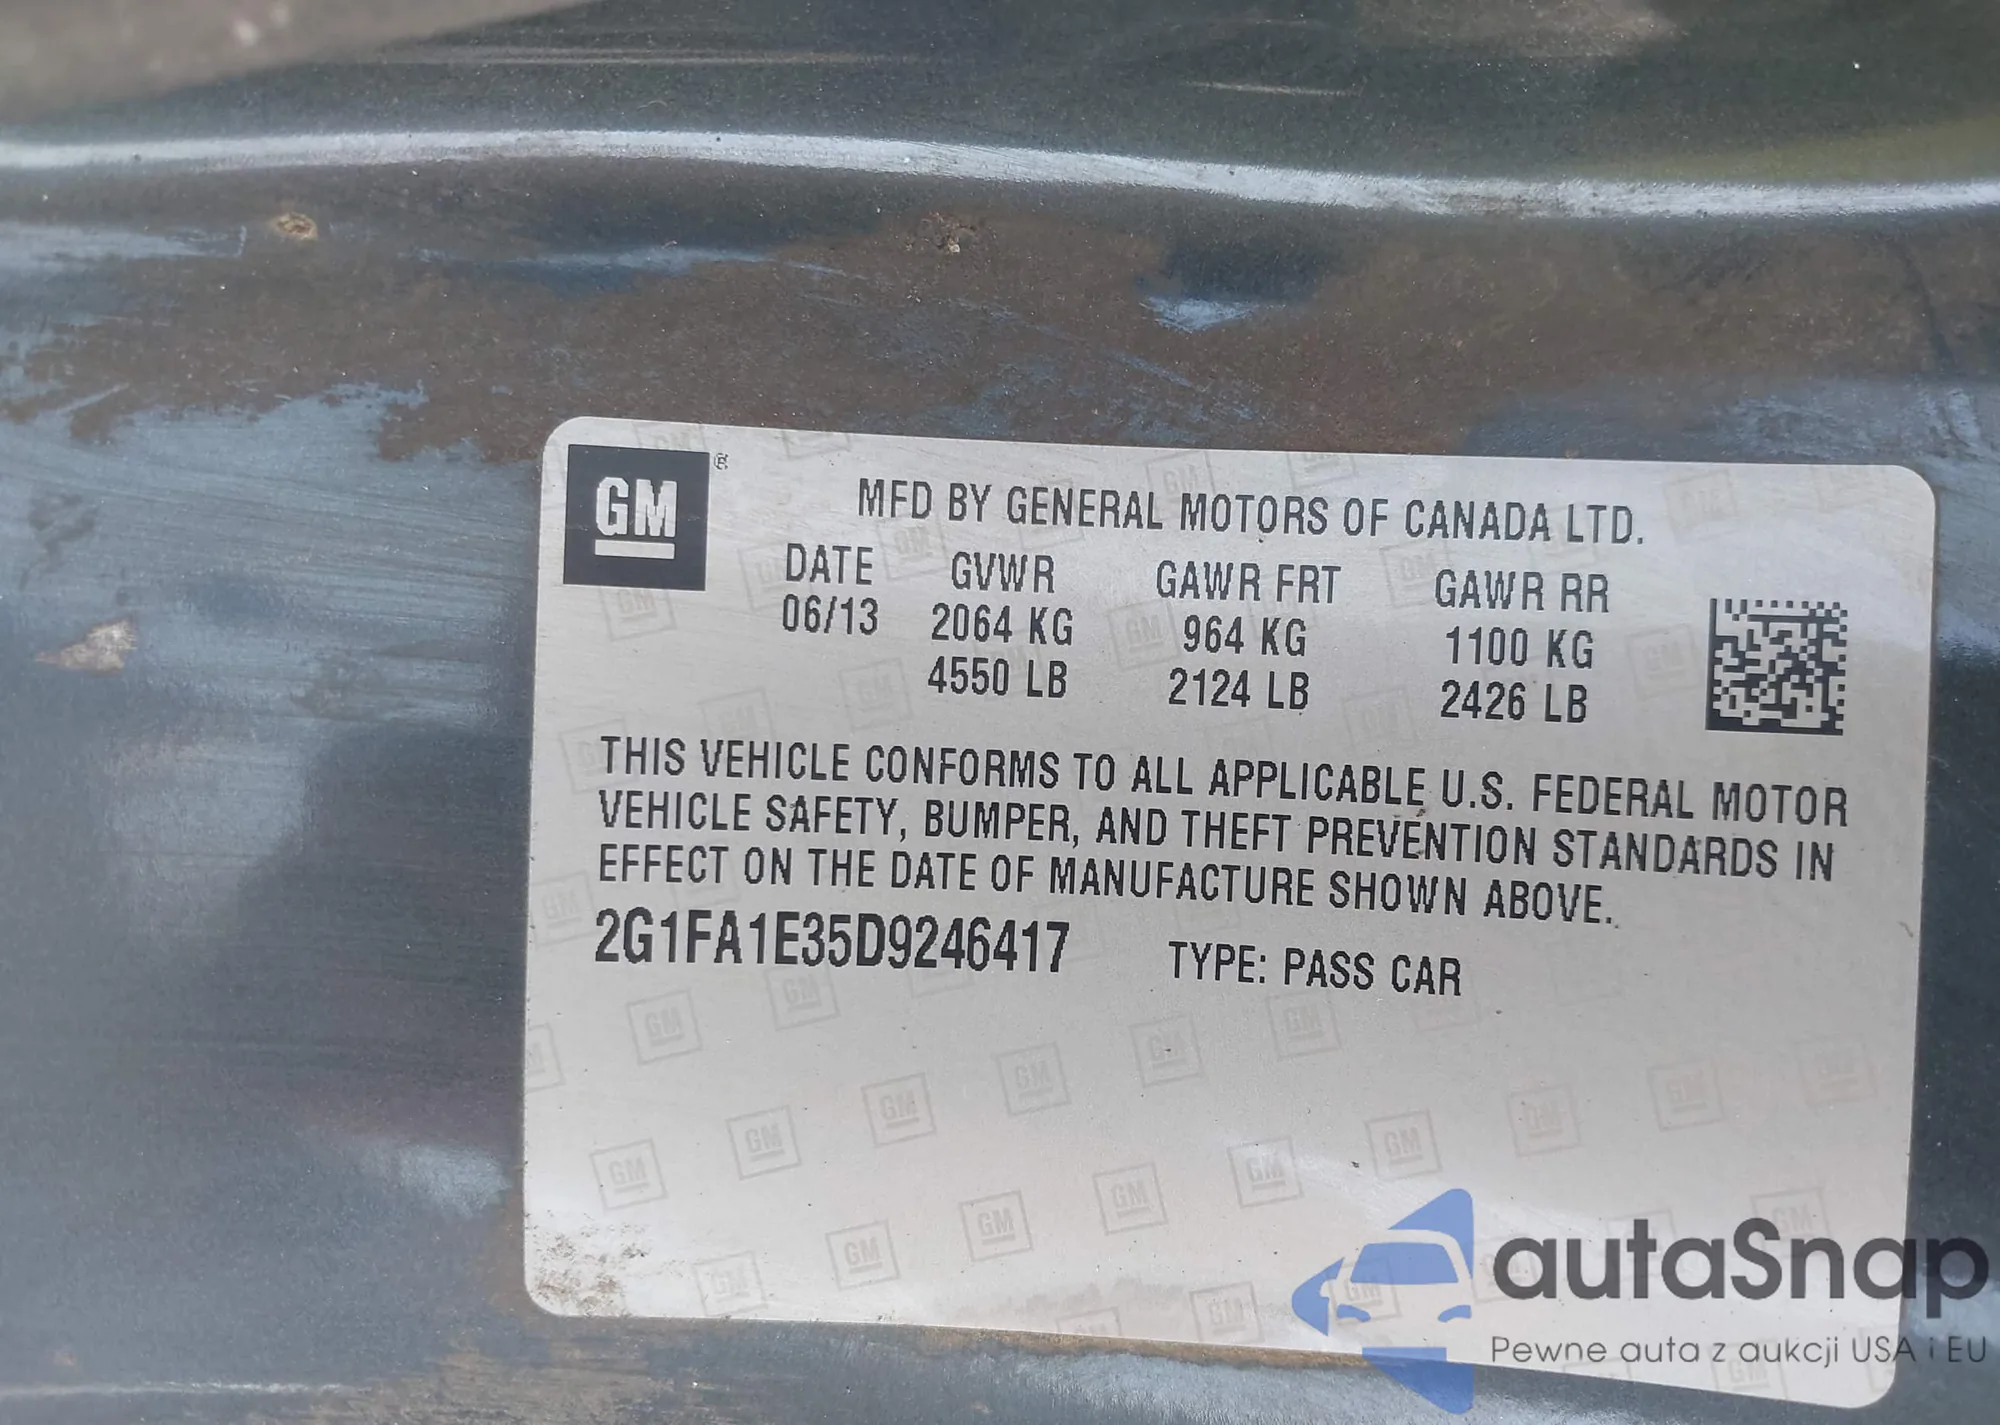 GM ®
MFD BY GENERAL MOTORS OF CANADA LTD.
DATE GVWR GAWR FRT GAWR RR
06/13 2064 KG 964 KG 1100 KG
4550 LB 2124 LB 2426 LB
THIS VEHICLE CONFORMS TO ALL APPLICABLE U.S. FEDERAL MOTOR
VEHICLE SAFETY, BUMPER, AND THEFT PREVENTION STANDARDS IN
EFFECT ON THE DATE OF MANUFACTURE SHOWN ABOVE.
2G1FA1E35D9246417 TYPE: PASS CAR
autaSnap
Pewne auta z aukcji USA i EU